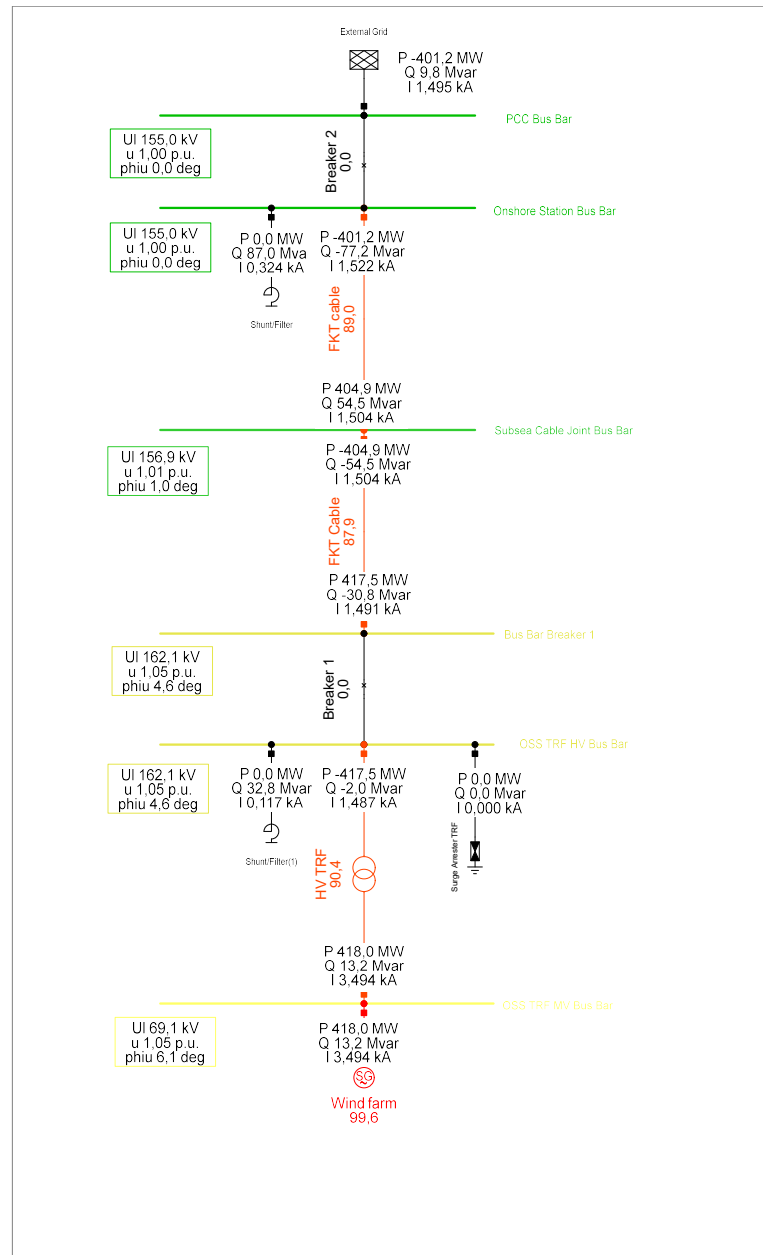 External Grid
P -401,2 MW
Q 9,8 Mvar
I 1,495 kA
PCC Bus Bar
Ul 155,0 kV
u 1,00 p.u.
phiu 0,0 deg
Breaker 2
0,0
Onshore Station Bus Bar
Ul 155,0 kV
u 1,00 p.u.
phiu 0,0 deg
P 0,0 MW
Q 87,0 Mva
I 0,324 kA
Shunt/Filter
P -401,2 MW
Q -77,2 Mvar
I 1,522 kA
FKT cable
89,0
P 404,9 MW
Q 54,5 Mvar
I 1,504 kA
Subsea Cable Joint Bus Bar
Ul 156,9 kV
u 1,01 p.u.
phiu 1,0 deg
P -404,9 MW
Q -54,5 Mvar
I 1,504 kA
FKT Cable
87,9
P 417,5 MW
Q -30,8 Mvar
I 1,491 kA
Bus Bar Breaker 1
Ul 162,1 kV
u 1,05 p.u.
phiu 4,6 deg
Breaker 1
0,0
OSS TRF HV Bus Bar
Ul 162,1 kV
u 1,05 p.u.
phiu 4,6 deg
P 0,0 MW
Q 32,8 Mvar
I 0,117 kA
Shunt/Filter(1)
P -417,5 MW
Q -2,0 Mvar
I 1,487 kA
P 0,0 MW
Q 0,0 Mvar
I 0,000 kA
Surge Arrester TRF
HV TRF
90,4
P 418,0 MW
Q 13,2 Mvar
I 3,494 kA
OSS TRF MV Bus Bar
Ul 69,1 kV
u 1,05 p.u.
phiu 6,1 deg
P 418,0 MW
Q 13,2 Mvar
I 3,494 kA
SG
Wind farm
99,6